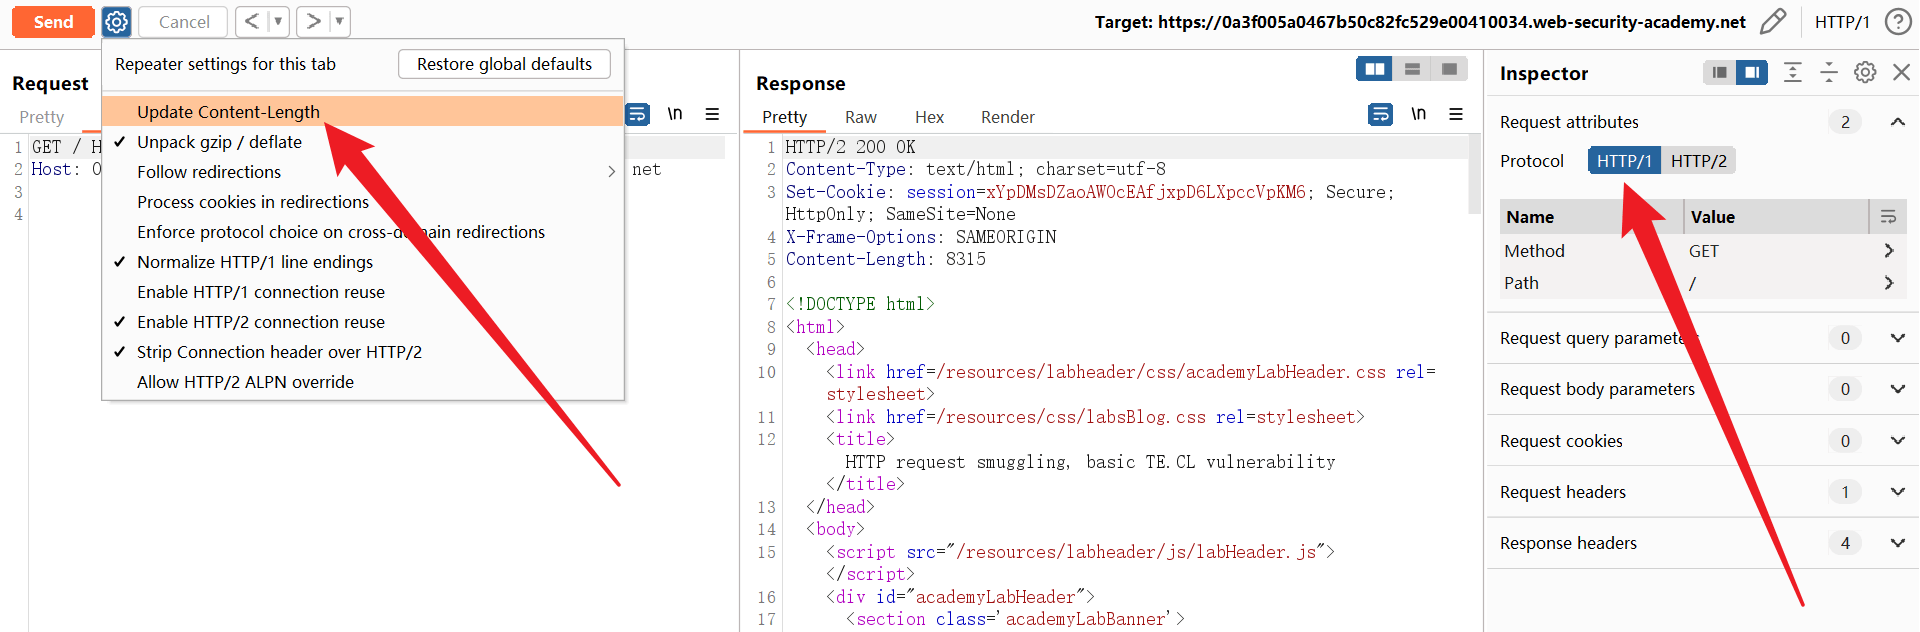 Send Cancel < > Target: https://0a3f005a0467b50c82fc529e00410034.web-security-academy.net HTTP/1 ?
Repeater settings for this tab Restore global defaults
Update Content-Length
Unpack gzip / deflate
Follow redirections
Process cookies in redirections
Enforce protocol choice on cross-domain redirections
Normalize HTTP/1 line endings
Enable HTTP/1 connection reuse
Enable HTTP/2 connection reuse
Strip Connection header over HTTP/2
Allow HTTP/2 ALPN override
Request
Pretty \n
1 GET / H
2 Host: 0 net
3
4
Response
Pretty Raw Hex Render \n
1 HTTP/2 200 OK
2 Content-Type: text/html; charset=utf-8
3 Set-Cookie: session=xYpDMsDZaoAWOcEAfjxpD6LXpccVpKM6; Secure;
HttpOnly; SameSite=None
4 X-Frame-Options: SAMEORIGIN
5 Content-Length: 8315
6
7 <!DOCTYPE html>
8 <html>
9 <head>
10 <link href=/resources/labheader/css/academyLabHeader.css rel=
stylesheet>
11 <link href=/resources/css/labsBlog.css rel=stylesheet>
12 <title>
HTTP request smuggling, basic TE.CL vulnerability
</title>
13 </head>
14 <body>
15 <script src="/resources/labheader/js/labHeader.js">
</script>
16 <div id="academyLabHeader">
17 <section class='academyLabBanner'>
Inspector
Request attributes 2
Protocol HTTP/1 HTTP/2
Name Value
Method GET
Path /
Request query parameters 0
Request body parameters 0
Request cookies 0
Request headers 1
Response headers 4